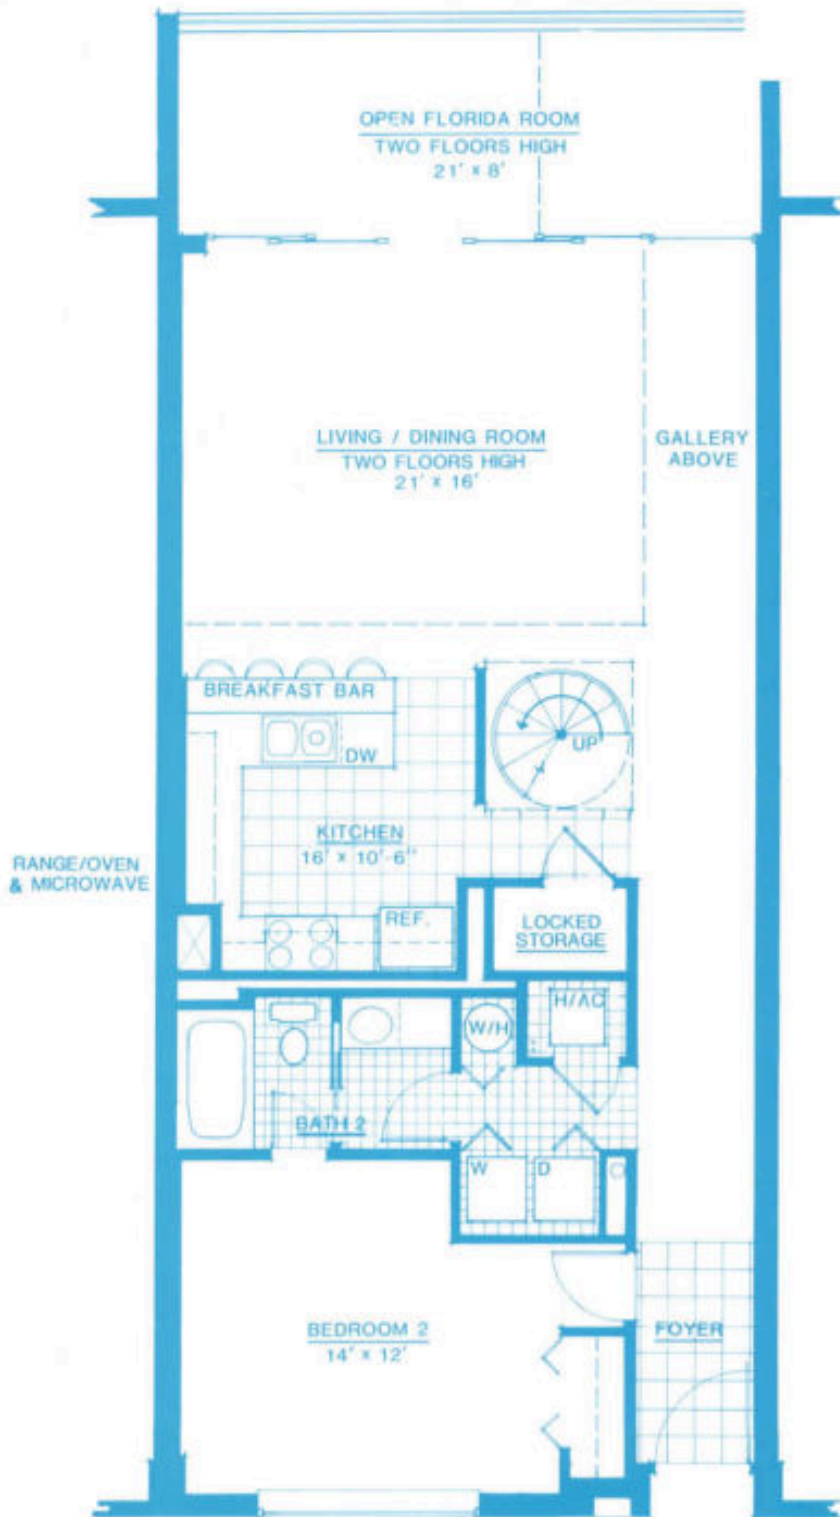 OPEN FLORIDA ROOM
TWO FLOORS HIGH
21' x 8'
LIVING / DINING ROOM
TWO FLOORS HIGH
21' x 16'
GALLERY
ABOVE
BREAKFAST BAR
DW
UP
KITCHEN
16' x 10'-6"
RANGE/OVEN
& MICROWAVE
REF.
LOCKED
STORAGE
H/AC
W/H
BATH 2
W
D
BEDROOM 2
14' x 12'
FOYER